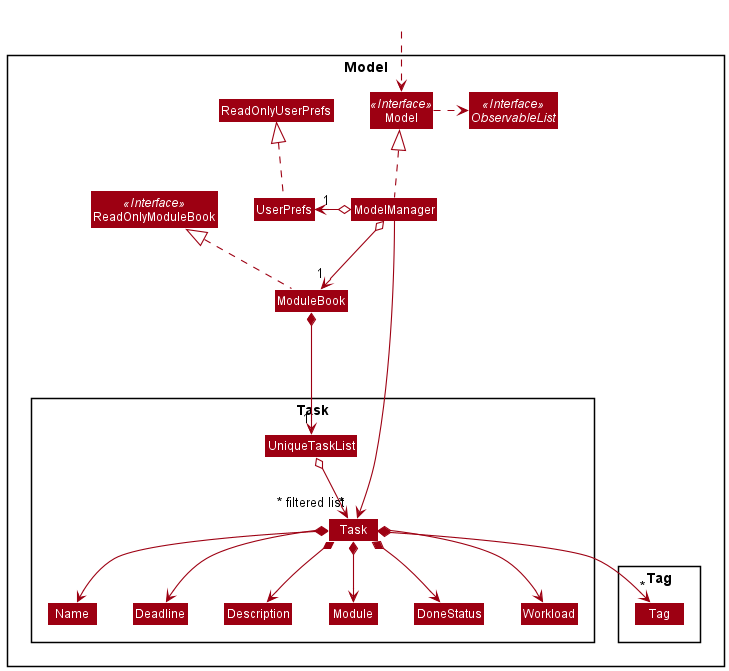 Model
«Interface»
Model
«Interface»
ObservableList
ReadOnlyUserPrefs
«Interface»
ReadOnlyModuleBook
UserPrefs
1
ModelManager
1
ModuleBook
Task
1
UniqueTaskList
* filtered list
*
Task
Name
Deadline
Description
Module
DoneStatus
Workload
Tag
*
Tag